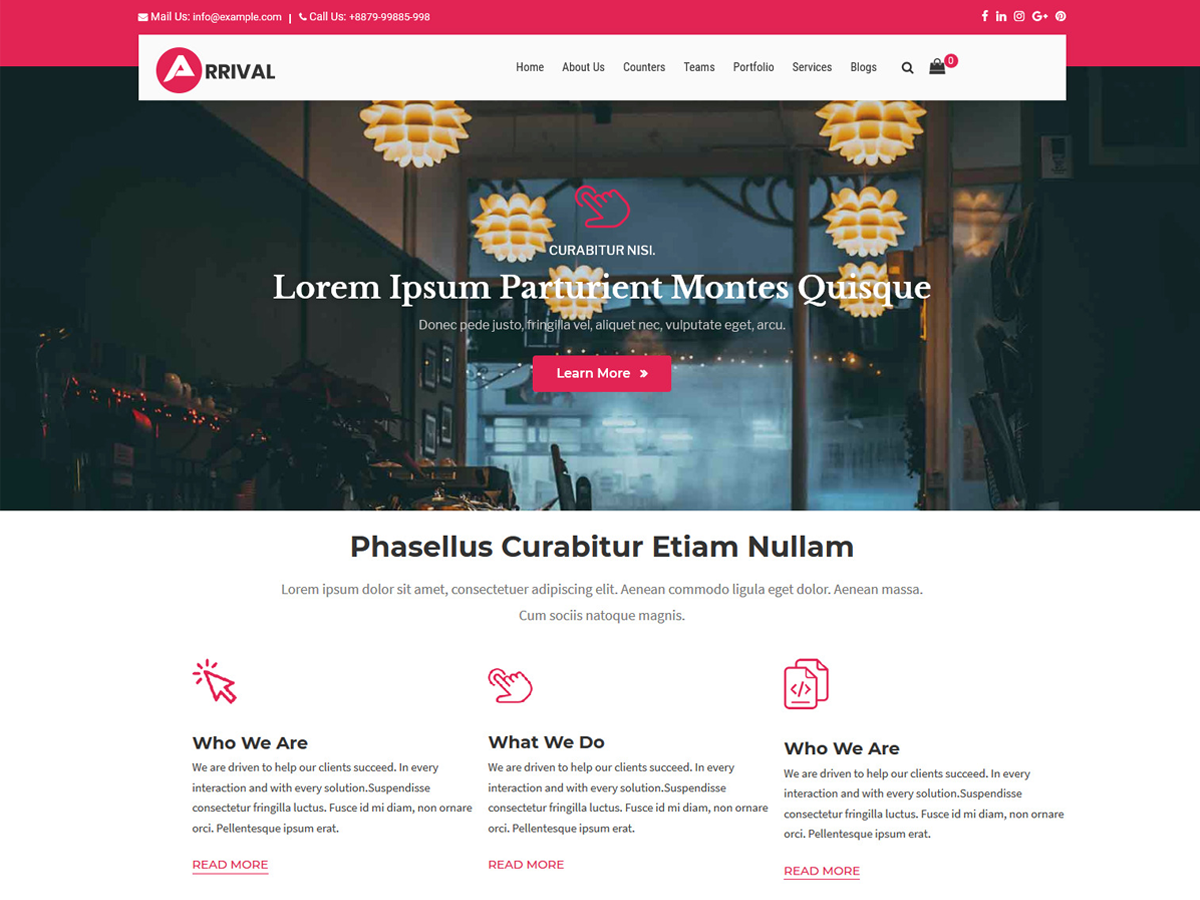 Mail Us: info@example.com | Call Us: +8879-99885-998
ARRIVAL
Home About Us Counters Teams Portfolio Services Blogs 0
CURABITUR NISI.
Lorem Ipsum Parturient Montes Quisque
Donec pede justo, fringilla vel, aliquet nec, vulputate eget, arcu.
Learn More »
Phasellus Curabitur Etiam Nullam
Lorem ipsum dolor sit amet, consectetuer adipiscing elit. Aenean commodo ligula eget dolor. Aenean massa.
Cum sociis natoque magnis.
Who We Are
We are driven to help our clients succeed. In every
interaction and with every solution.Suspendisse
consectetur fringilla luctus. Fusce id mi diam, non ornare
orci. Pellentesque ipsum erat.
READ MORE
What We Do
We are driven to help our clients succeed. In every
interaction and with every solution.Suspendisse
consectetur fringilla luctus. Fusce id mi diam, non ornare
orci. Pellentesque ipsum erat.
READ MORE
Who We Are
We are driven to help our clients succeed. In every
interaction and with every solution.Suspendisse
consectetur fringilla luctus. Fusce id mi diam, non ornare
orci. Pellentesque ipsum erat.
READ MORE